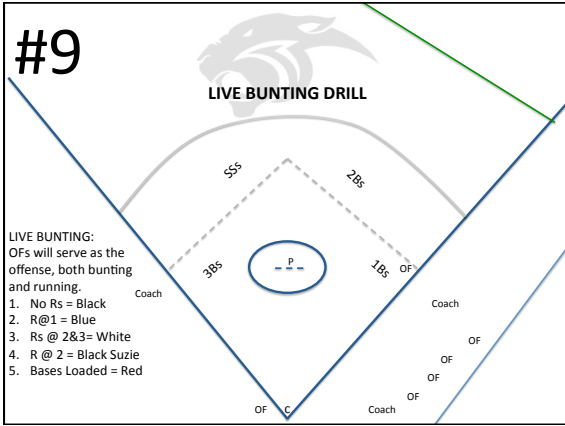 #9
LIVE BUNTING DRILL
SSs
2Bs
LIVE BUNTING:
OFs will serve as the
offense, both bunting
and running.
1. No Rs = Black
2. R@1 = Blue
3. Rs @ 2&3= White
4. R @ 2 = Black Suzie
5. Bases Loaded = Red
3Bs
P
1Bs
OF
Coach
Coach
OF
OF
OF
OF
OF
C
Coach